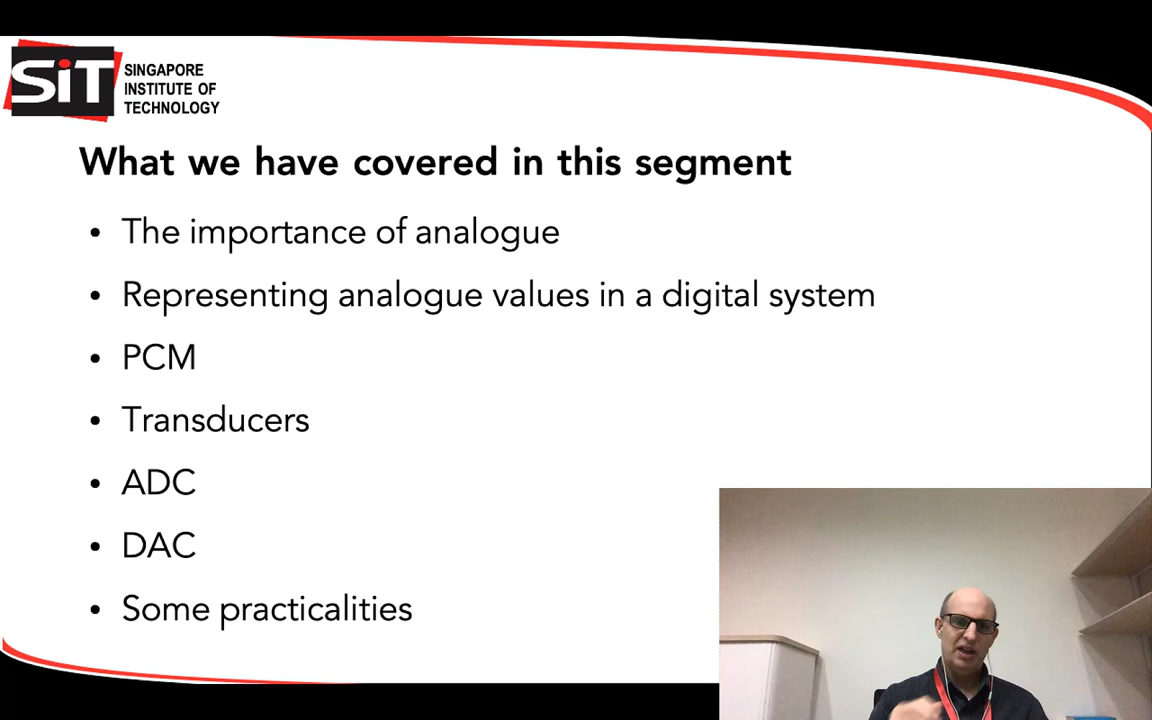 SiT
SINGAPORE
INSTITUTE OF
TECHNOLOGY
What we have covered in this segment
• The importance of analogue
• Representing analogue values in a digital system
• PCM
• Transducers
• ADC
• DAC
• Some practicalities